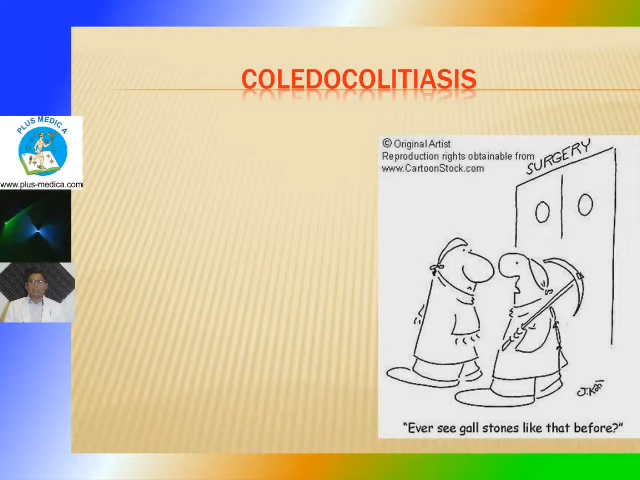 COLEDOCOLITIASIS
PLUS MEDICA
www.plus-medica.com
© Original Artist
Reproduction rights obtainable from
www.CartoonStock.com
SURGERY
"Ever see gall stones like that before?"